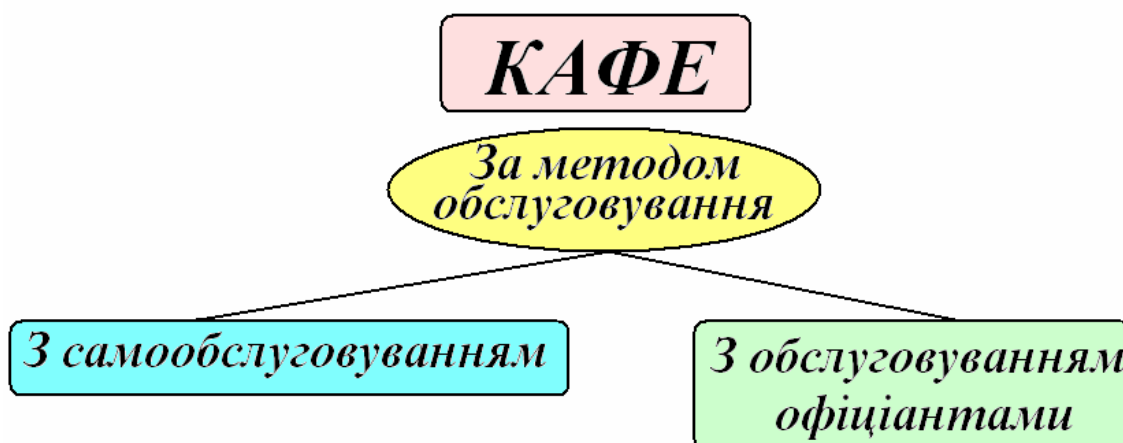 КАФЕ
За методом
обслуговування
З самообслуговуванням
З обслуговуванням
офіціантами